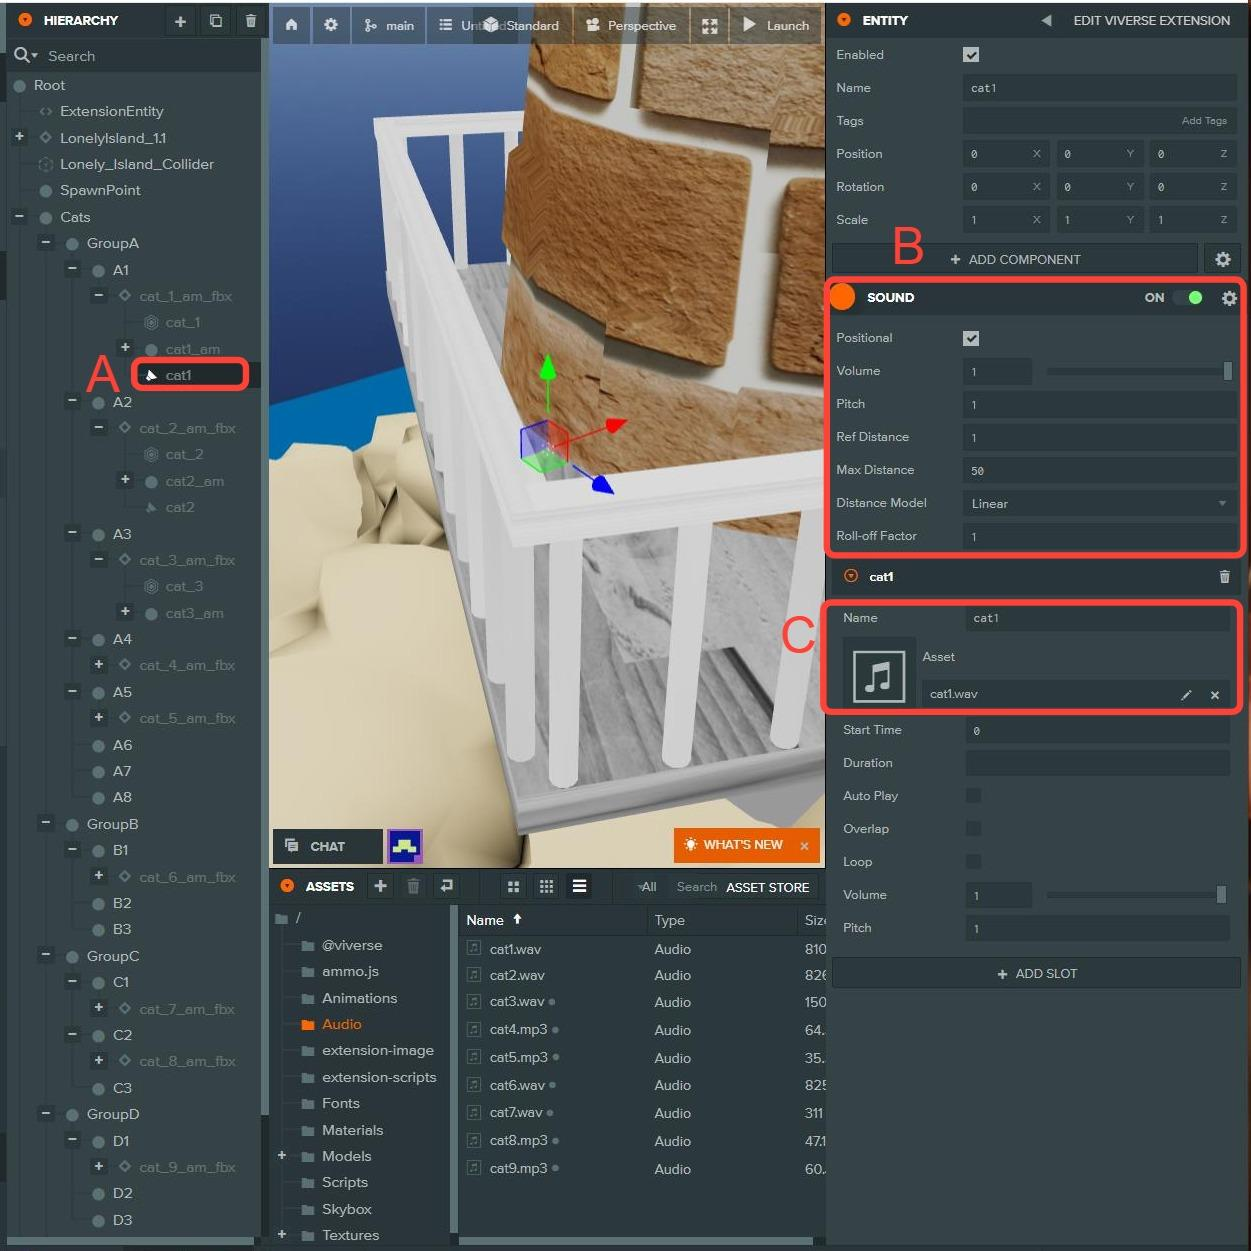 HIERARCHY
Search
Root
ExtensionEntity
LonelyIsland_1.1
Lonely_Island_Collider
SpawnPoint
Cats
GroupA
A1
cat_1_am_fbx
cat_1
cat1_am
A
cat1
A2
cat_2_am_fbx
cat_2
cat2_am
cat2
A3
cat_3_am_fbx
cat_3
cat3_am
A4
cat_4_am_fbx
A5
cat_5_am_fbx
A6
A7
A8
GroupB
B1
cat_6_am_fbx
B2
B3
GroupC
C1
cat_7_am_fbx
C2
cat_8_am_fbx
C3
GroupD
D1
cat_9_am_fbx
D2
D3
main
Standard
Perspective
Launch
CHAT
WHAT'S NEW
ASSETS
All
Search
ASSET STORE
/
@viverse
ammo.js
Animations
Audio
extension-image
extension-scripts
Fonts
Materials
Models
Scripts
Skybox
Textures
Name Type
cat1.wav Audio 810
cat2.wav Audio
cat3.wav Audio 150
cat4.mp3 Audio 64.
cat5.mp3 Audio 35.
cat6.wav Audio
cat7.wav Audio 311
cat8.mp3 Audio 47.1
cat9.mp3 Audio 60.
ENTITY
EDIT VIVERSE EXTENSION
Enabled
Name cat1
Tags Add Tags
Position 0 X 0 Y 0 Z
Rotation 0 X 0 Y 0 Z
Scale 1 X 1 Y 1 Z
B
ADD COMPONENT
SOUND ON
Positional
Volume 1
Pitch 1
Ref Distance 1
Max Distance 50
Distance Model Linear
Roll-off Factor 1
cat1
C
Name cat1
Asset
cat1.wav
Start Time 0
Duration
Auto Play
Overlap
Loop
Volume 1
Pitch 1
ADD SLOT